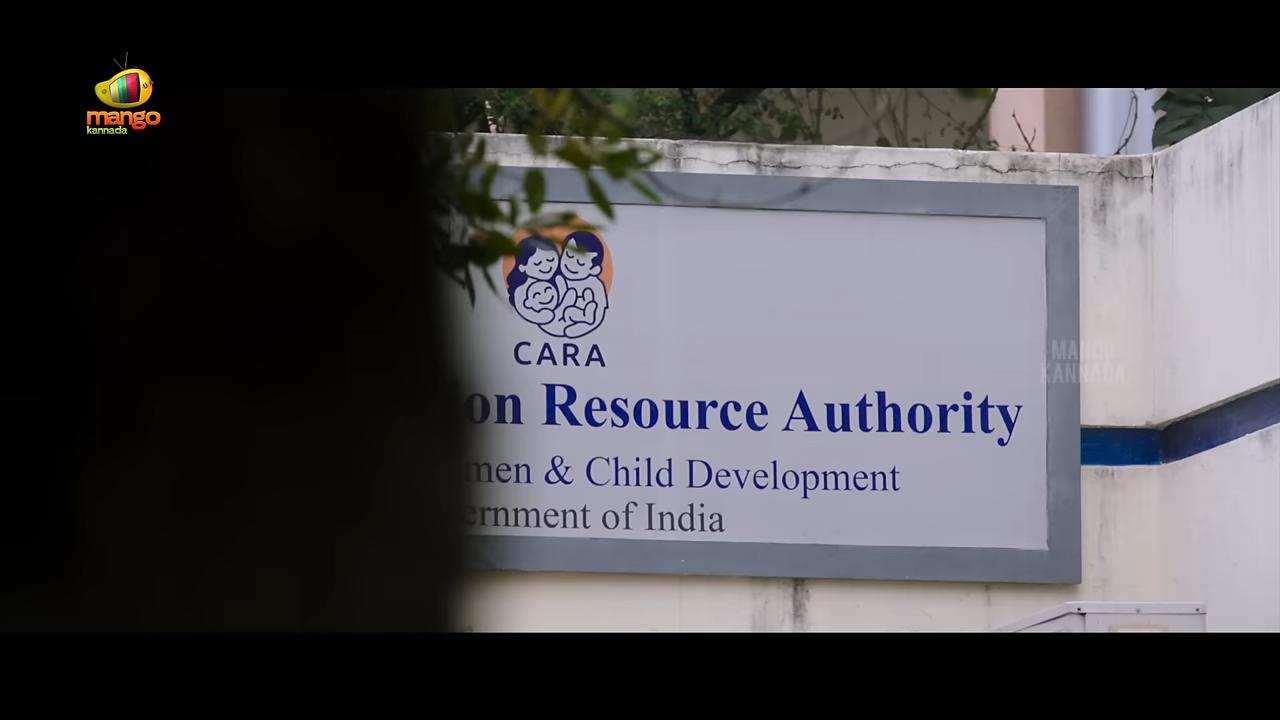 mango
kannada
CARA
on Resource Authority
men & Child Development
ernment of India
MANGO
KANNADA